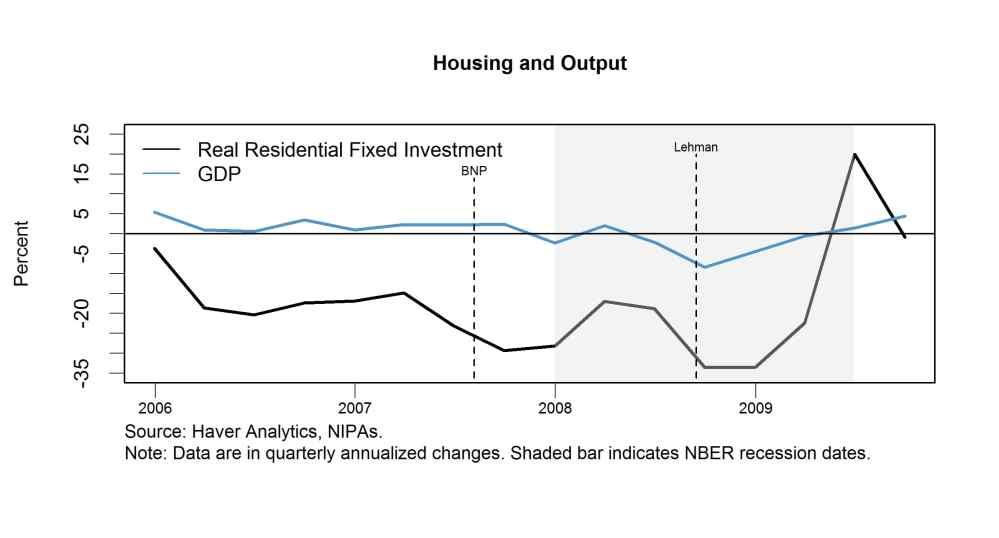 Housing and Output
Percent
25
15
5
-5
-20
-35
Real Residential Fixed Investment
GDP
BNP
Lehman
2006 2007 2008 2009
Source: Haver Analytics, NIPAs.
Note: Data are in quarterly annualized changes. Shaded bar indicates NBER recession dates.